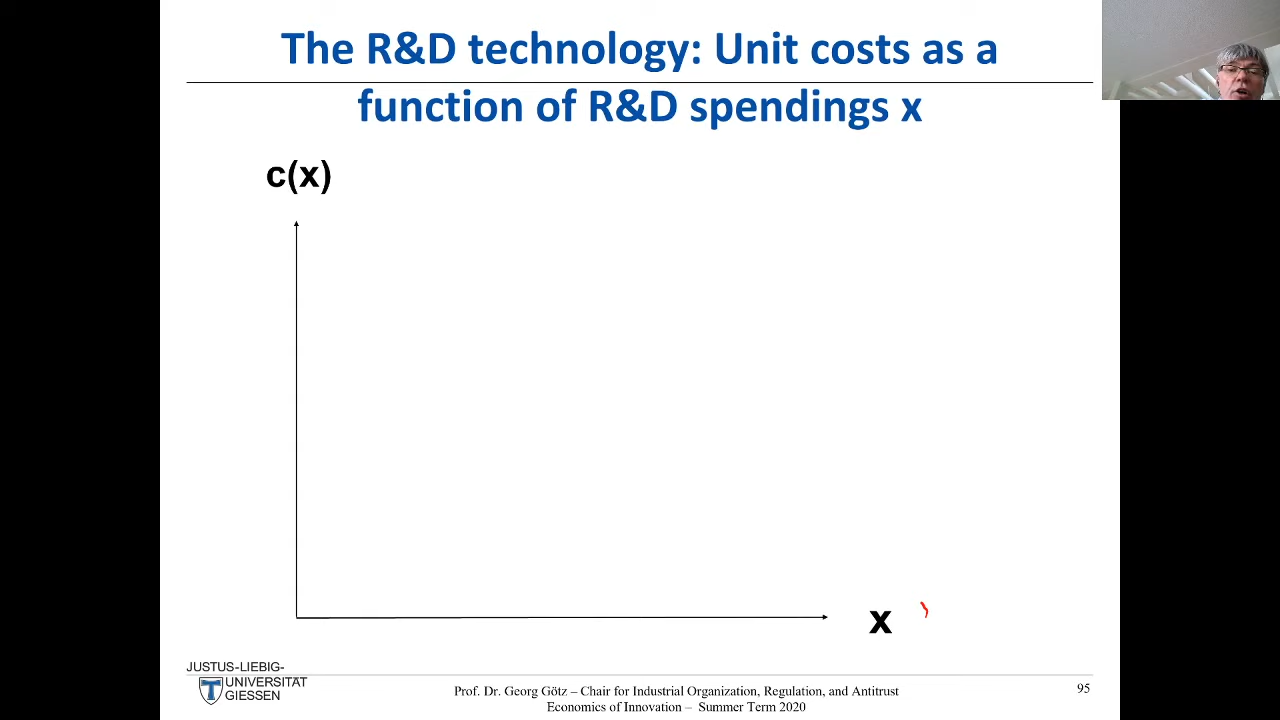 The R&D technology: Unit costs as a
function of R&D spendings x
c(x)
x
JUSTUS-LIEBIG-
UNIVERSITÄT
GIESSEN
Prof. Dr. Georg Götz – Chair for Industrial Organization, Regulation, and Antitrust
Economics of Innovation – Summer Term 2020
95